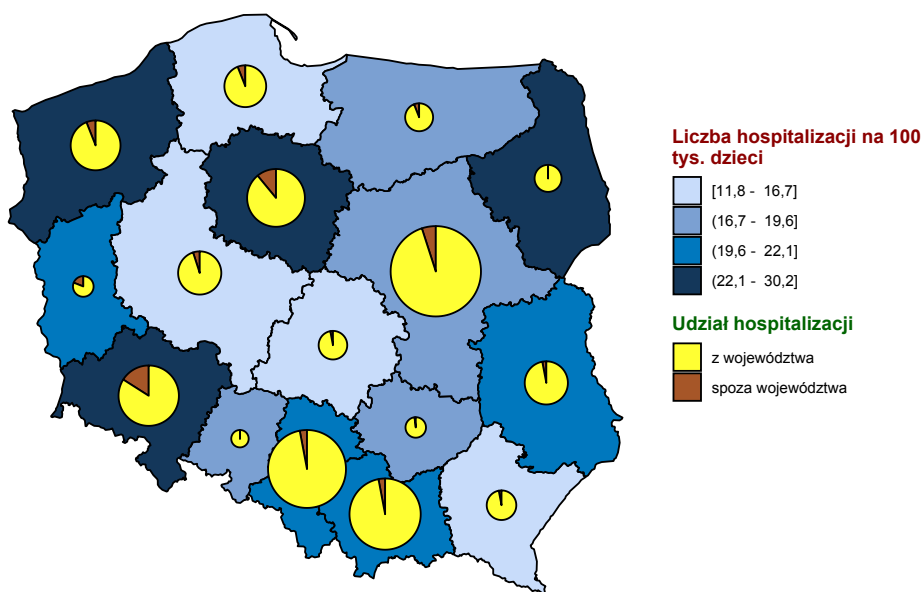 Liczba hospitalizacji na 100
tys. dzieci
[11,8 - 16,7]
(16,7 - 19,6]
(19,6 - 22,1]
(22,1 - 30,2]
Udział hospitalizacji
z województwa
spoza województwa